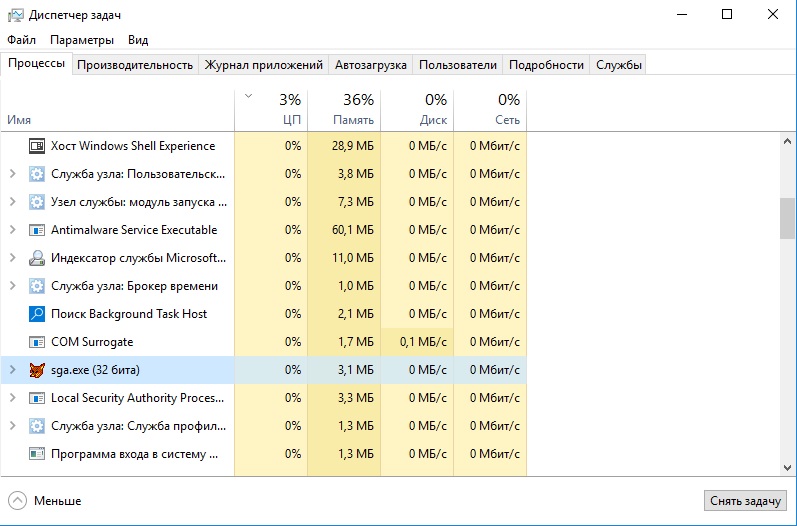 Диспетчер задач
Файл Параметры Вид
Процессы Производительность Журнал приложений Автозагрузка Пользователи Подробности Службы
3% 36% 0% 0%
Имя ЦП Память Диск Сеть
Хост Windows Shell Experience 0% 28,9 МБ 0 МБ/с 0 Мбит/с
Служба узла: Пользовательск... 0% 3,8 МБ 0 МБ/с 0 Мбит/с
Узел службы: модуль запуска ... 0% 7,3 МБ 0 МБ/с 0 Мбит/с
Antimalware Service Executable 0% 60,1 МБ 0 МБ/с 0 Мбит/с
Индексатор службы Microsoft... 0% 11,0 МБ 0 МБ/с 0 Мбит/с
Служба узла: Брокер времени 0% 1,0 МБ 0 МБ/с 0 Мбит/с
Поиск Background Task Host 0% 2,1 МБ 0 МБ/с 0 Мбит/с
COM Surrogate 0% 1,7 МБ 0,1 МБ/с 0 Мбит/с
sga.exe (32 бита) 0% 3,1 МБ 0 МБ/с 0 Мбит/с
Local Security Authority Proces... 0% 3,3 МБ 0 МБ/с 0 Мбит/с
Служба узла: Служба профил... 0% 1,3 МБ 0 МБ/с 0 Мбит/с
Программа входа в систему ... 0% 1,3 МБ 0 МБ/с 0 Мбит/с
Меньше Снять задачу